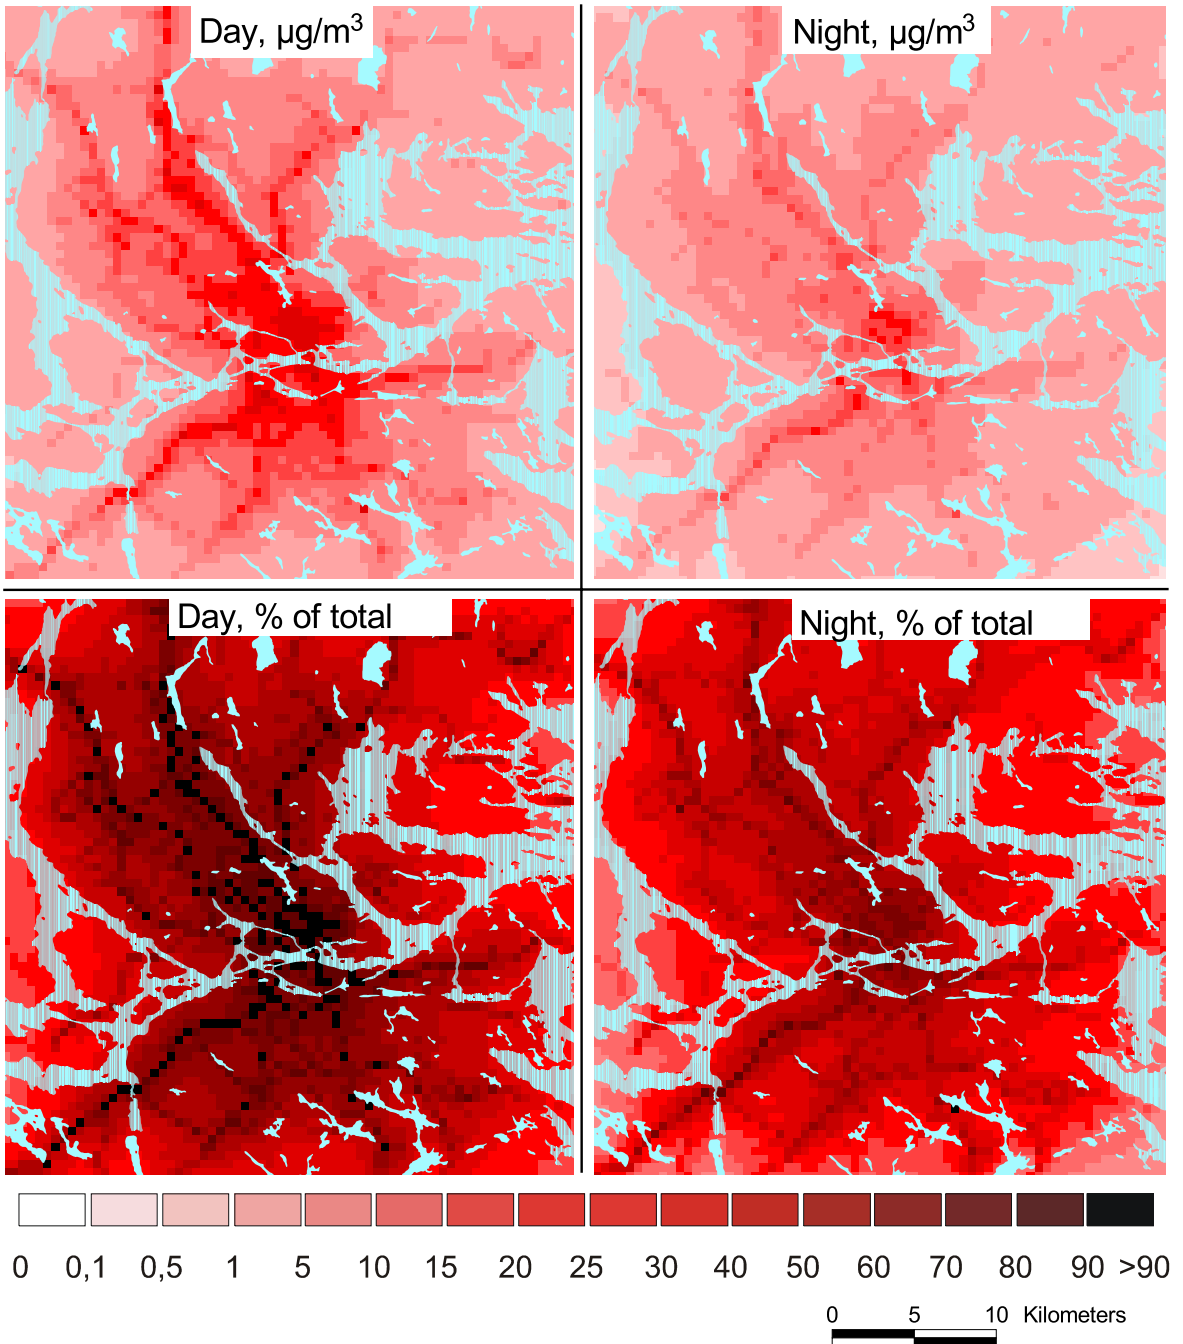 Day, µg/m³
Night, µg/m³
Day, % of total
Night, % of total
0 0,1 0,5 1 5 10 15 20 25 30 40 50 60 70 80 90 >90
0 5 10 Kilometers